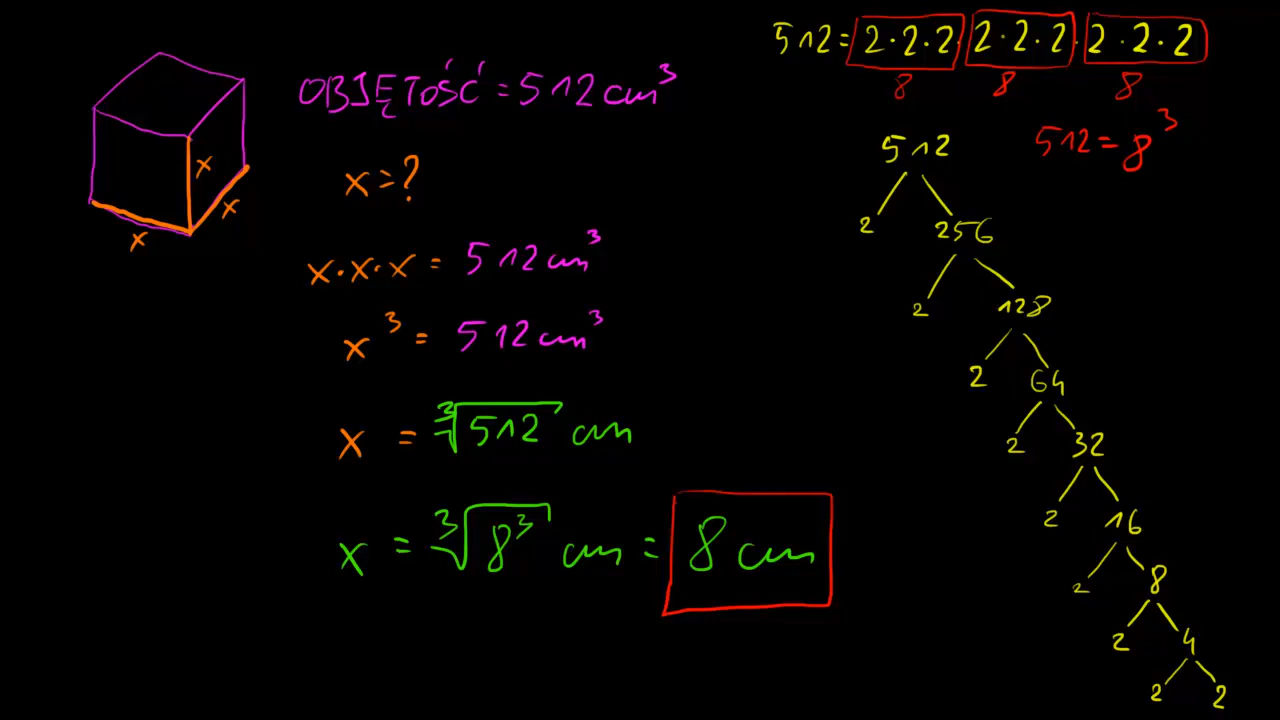 x
x
x
OBJĘTOŚĆ = 512 cm³
x = ?
x · x · x = 512 cm³
x³ = 512 cm³
x = ∛512 cm
x = ∛8³ cm = 8 cm
512 = 2 · 2 · 2 · 2 · 2 · 2 · 2 · 2 · 2
8 8 8
512 = 8³
512
2 256
2 128
2 64
2 32
2 16
2 8
2 4
2 2